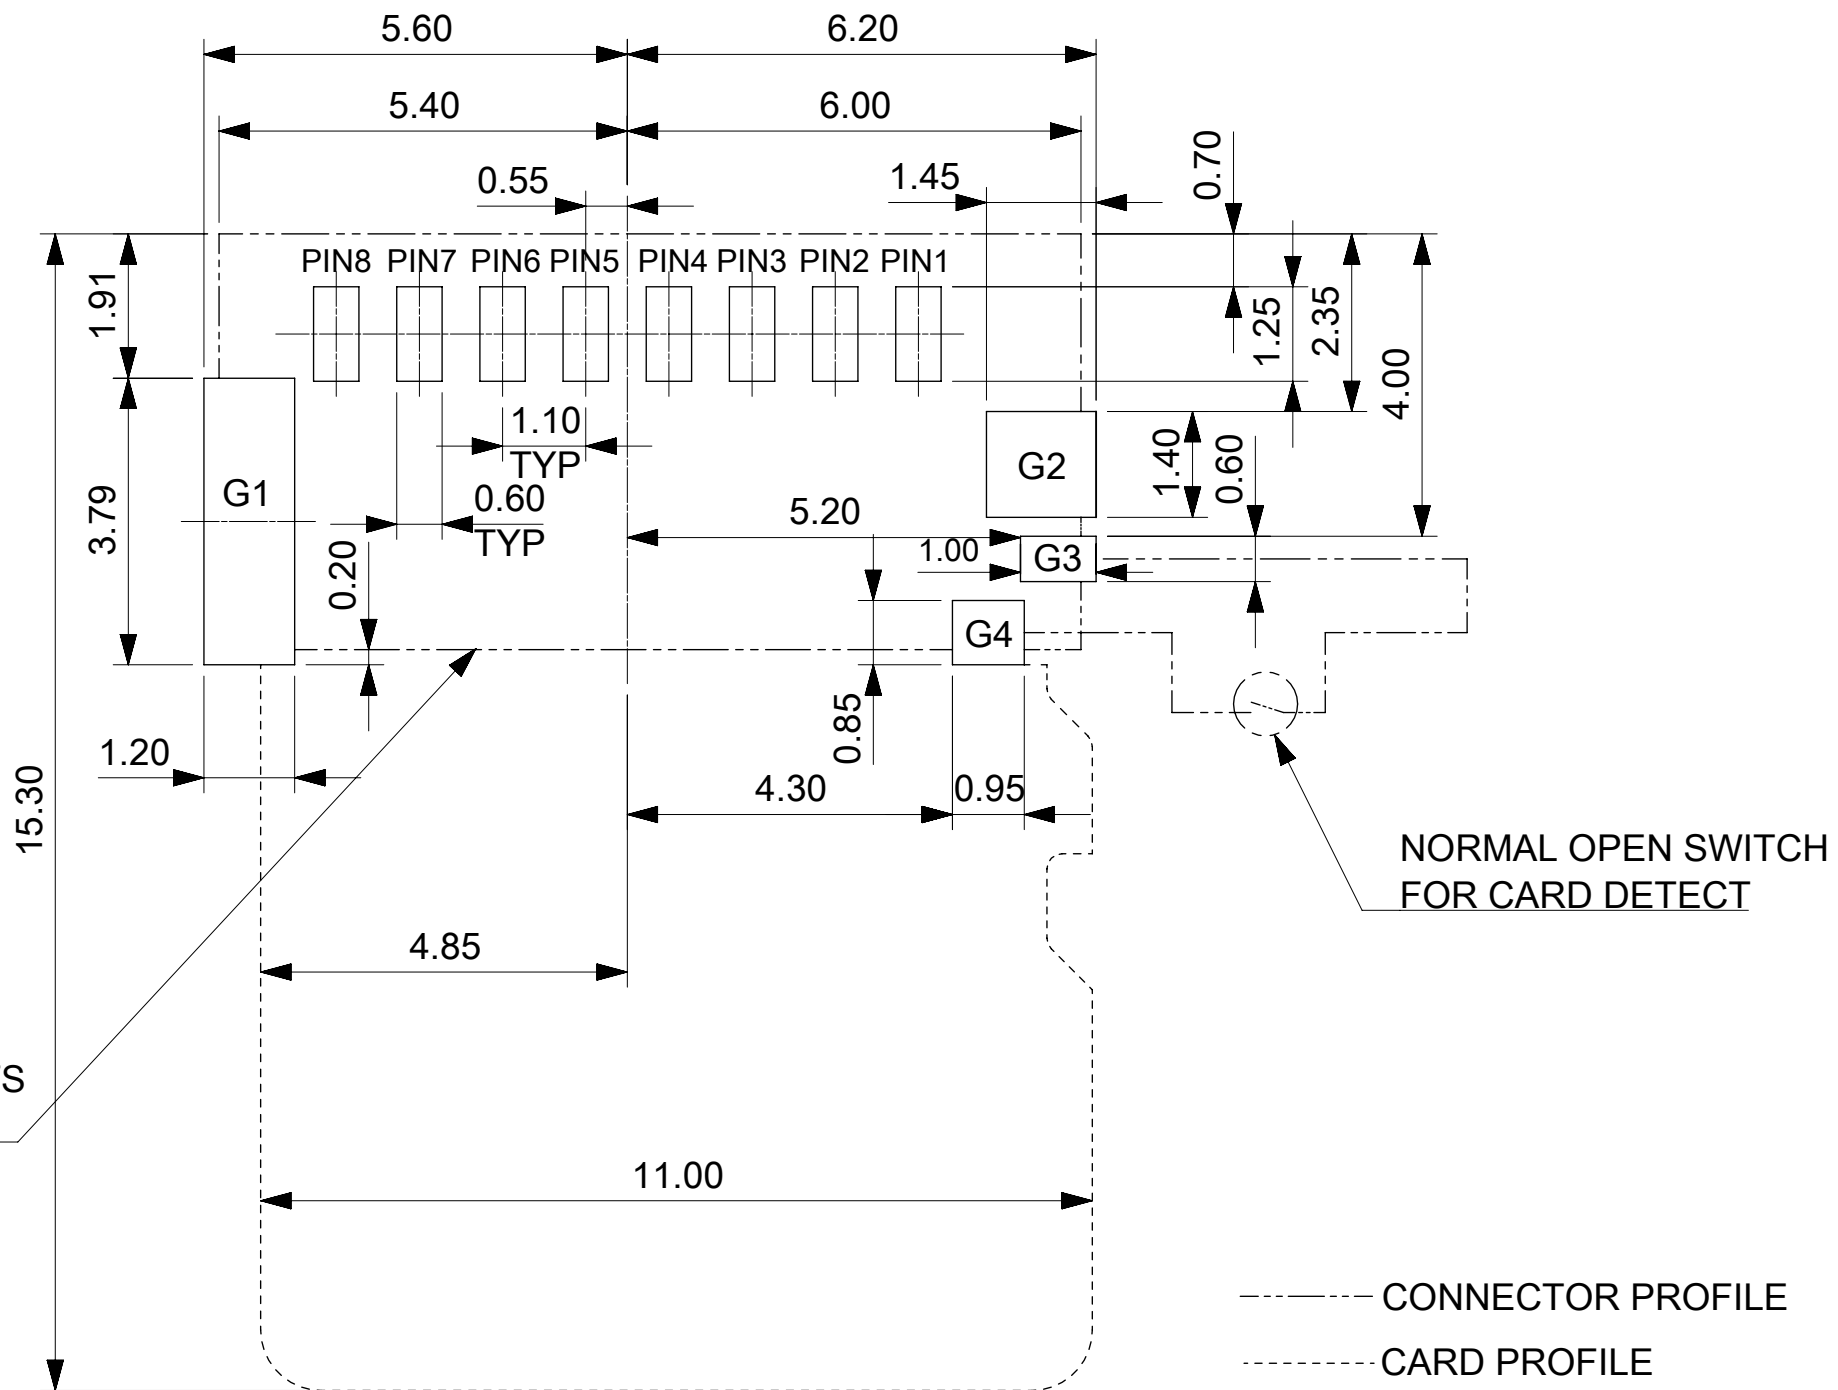 5.60
6.20
5.40
6.00
0.55
1.45
0.70
PIN8 PIN7 PIN6 PIN5 PIN4 PIN3 PIN2 PIN1
1.91
1.25
2.35
4.00
1.10
TYP
G1
G2
1.40
0.60
3.79
0.60
TYP
5.20
0.20
1.00
G3
G4
0.85
1.20
15.30
4.30
0.95
NORMAL OPEN SWITCH
FOR CARD DETECT
4.85
S
11.00
CONNECTOR PROFILE
CARD PROFILE